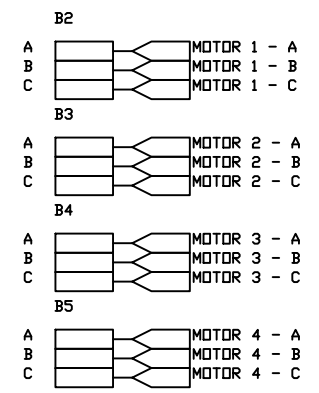 B2
A MOTOR 1 - A
B MOTOR 1 - B
C MOTOR 1 - C
B3
A MOTOR 2 - A
B MOTOR 2 - B
C MOTOR 2 - C
B4
A MOTOR 3 - A
B MOTOR 3 - B
C MOTOR 3 - C
B5
A MOTOR 4 - A
B MOTOR 4 - B
C MOTOR 4 - C